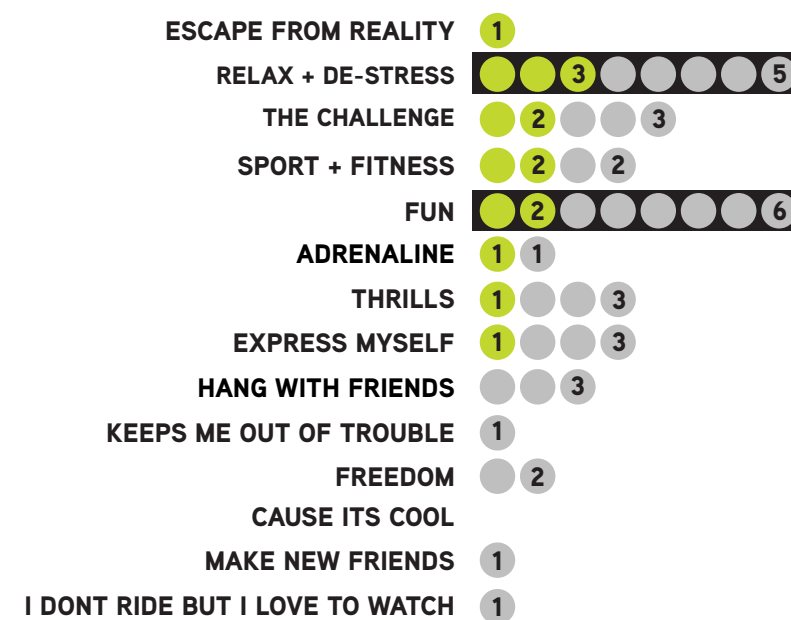 ESCAPE FROM REALITY 1
RELAX + DE-STRESS 3 5
THE CHALLENGE 2 3
SPORT + FITNESS 2 2
FUN 2 6
ADRENALINE 1 1
THRILLS 1 3
EXPRESS MYSELF 1 3
HANG WITH FRIENDS 3
KEEPS ME OUT OF TROUBLE 1
FREEDOM 2
CAUSE ITS COOL
MAKE NEW FRIENDS 1
I DONT RIDE BUT I LOVE TO WATCH 1